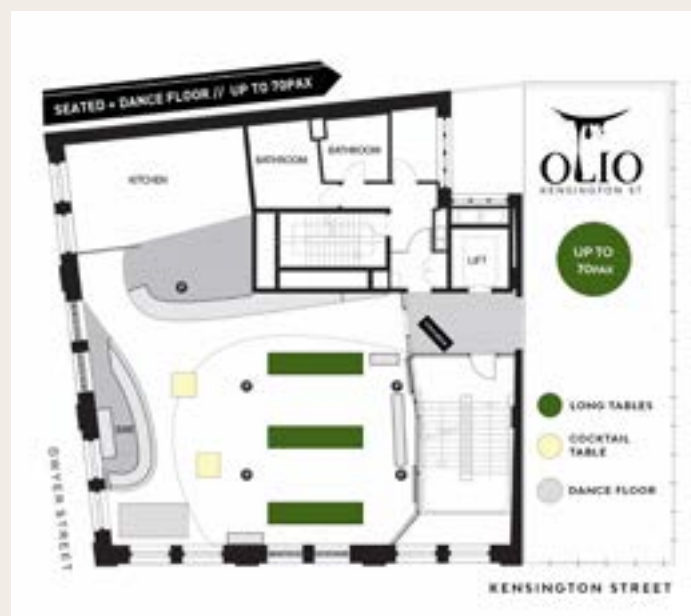 SEATED + DANCE FLOOR // UP TO 70PAX
OLIO
KENSINGTON ST
BATHROOM
BATHROOM
KITCHEN
LIFT
UP TO
70PAX
BAR
LONG TABLES
COCKTAIL
TABLE
DANCE FLOOR
DWYER STREET
KENSINGTON STREET